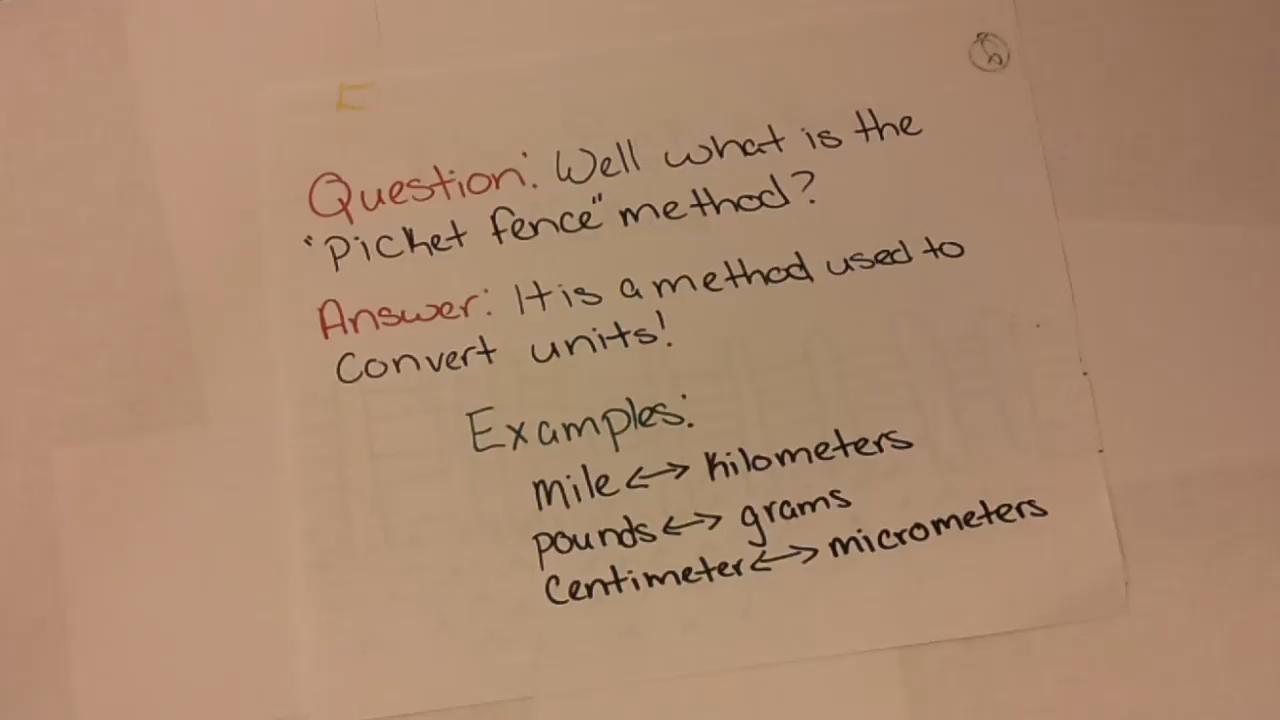 Question: Well what is the
"Picket fence" method?
Answer: It is a method used to
Convert units!
Examples:
Mile <-> kilometers
pounds <-> grams
Centimeter <-> micrometers